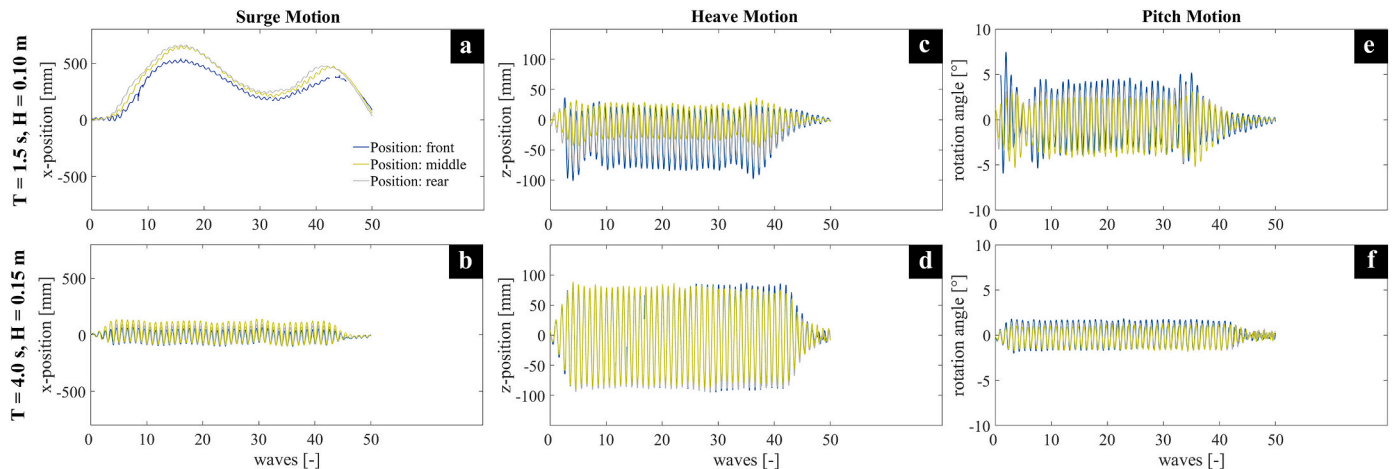 Surge Motion
Heave Motion
Pitch Motion
T = 1.5 s, H = 0.10 m
x-position [mm]
500
0
-500
a
Position: front
Position: middle
Position: rear
0 10 20 30 40 50
z-position [mm]
100
50
0
-50
-100
c
0 10 20 30 40 50
rotation angle [°]
10
5
0
-5
-10
e
0 10 20 30 40 50
T = 4.0 s, H = 0.15 m
x-position [mm]
500
0
-500
b
0 10 20 30 40 50
waves [-]
z-position [mm]
100
50
0
-50
-100
d
0 10 20 30 40 50
waves [-]
rotation angle [°]
10
5
0
-5
-10
f
0 10 20 30 40 50
waves [-]